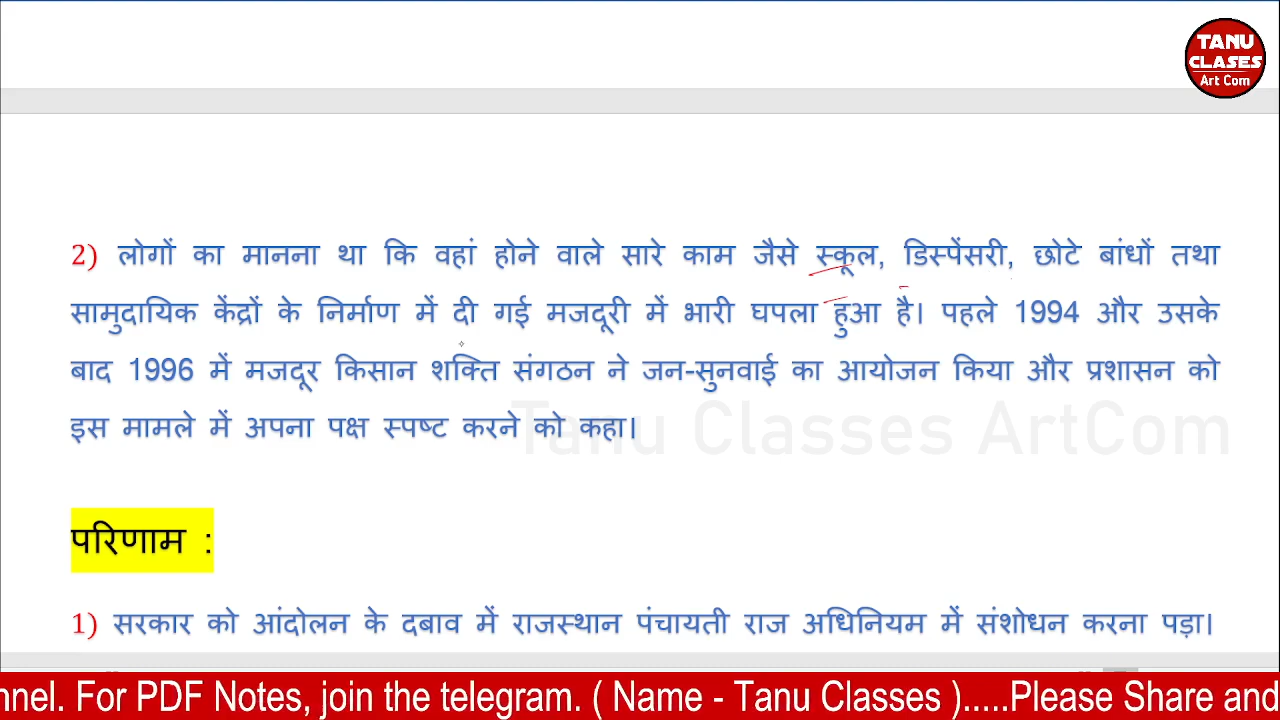 TANU
CLASES
Art Com
2) लोगों का मानना था कि वहां होने वाले सारे काम जैसे स्कूल, डिस्पेंसरी, छोटे बांधों तथा
सामुदायिक केंद्रों के निर्माण में दी गई मजदूरी में भारी घपला हुआ है। पहले 1994 और उसके
बाद 1996 में मजदूर किसान शक्ति संगठन ने जन-सुनवाई का आयोजन किया और प्रशासन को
इस मामले में अपना पक्ष स्पष्ट करने को कहा।
Tanu Classes ArtCom
परिणाम :
1) सरकार को आंदोलन के दबाव में राजस्थान पंचायती राज अधिनियम में संशोधन करना पड़ा।
nnel. For PDF Notes, join the telegram. ( Name - Tanu Classes ).....Please Share and